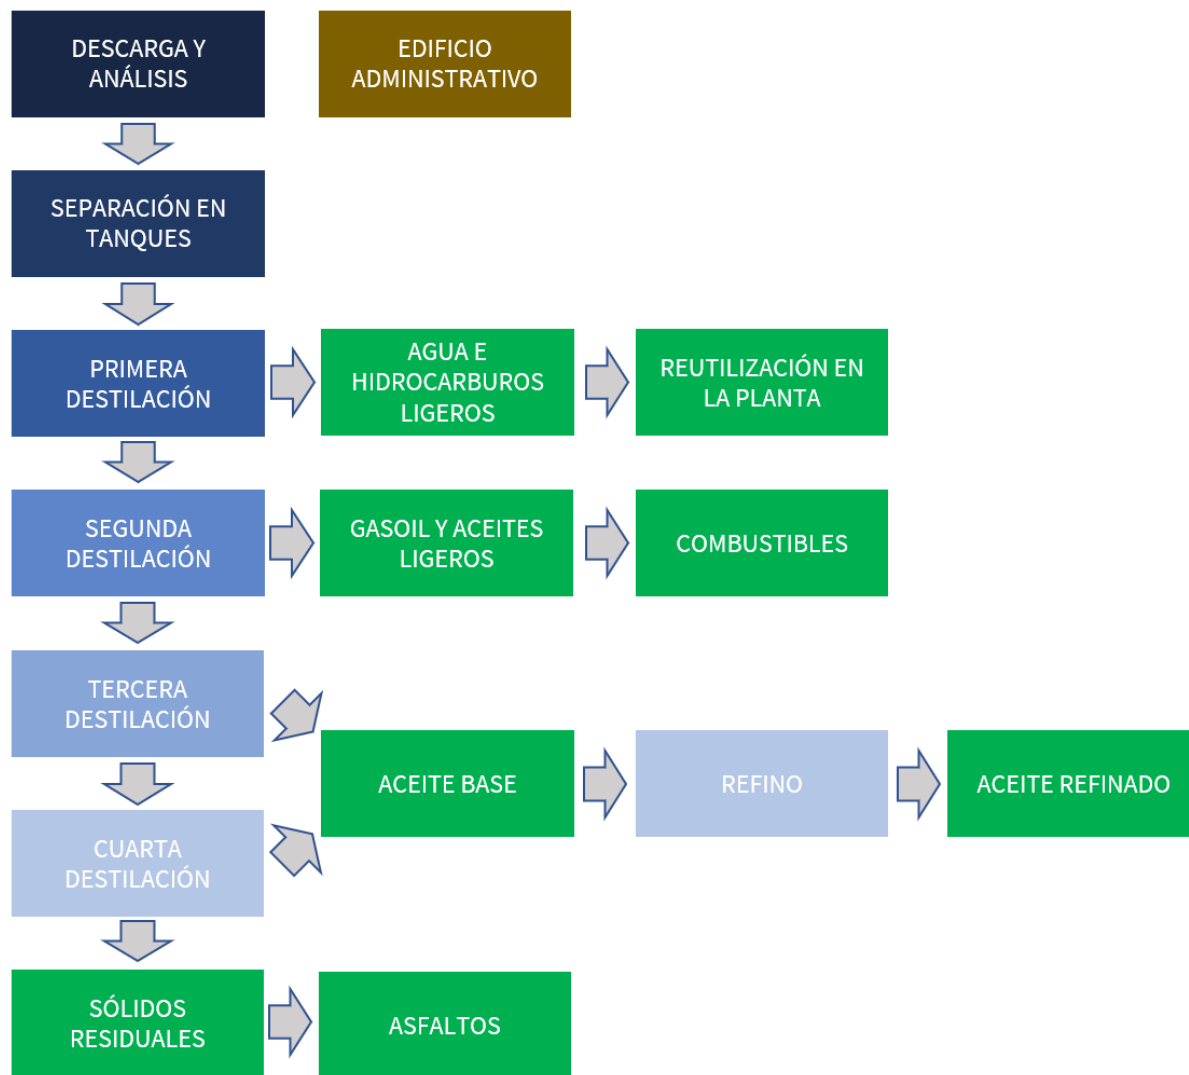 DESCARGA Y
ANÁLISIS
EDIFICIO
ADMINISTRATIVO
SEPARACIÓN EN
TANQUES
PRIMERA
DESTILACIÓN
AGUA E
HIDROCARBUROS
LIGEROS
REUTILIZACIÓN EN
LA PLANTA
SEGUNDA
DESTILACIÓN
GASOIL Y ACEITES
LIGEROS
COMBUSTIBLES
TERCERA
DESTILACIÓN
ACEITE BASE
REFINO
ACEITE REFINADO
CUARTA
DESTILACIÓN
SÓLIDOS
RESIDUALES
ASFALTOS